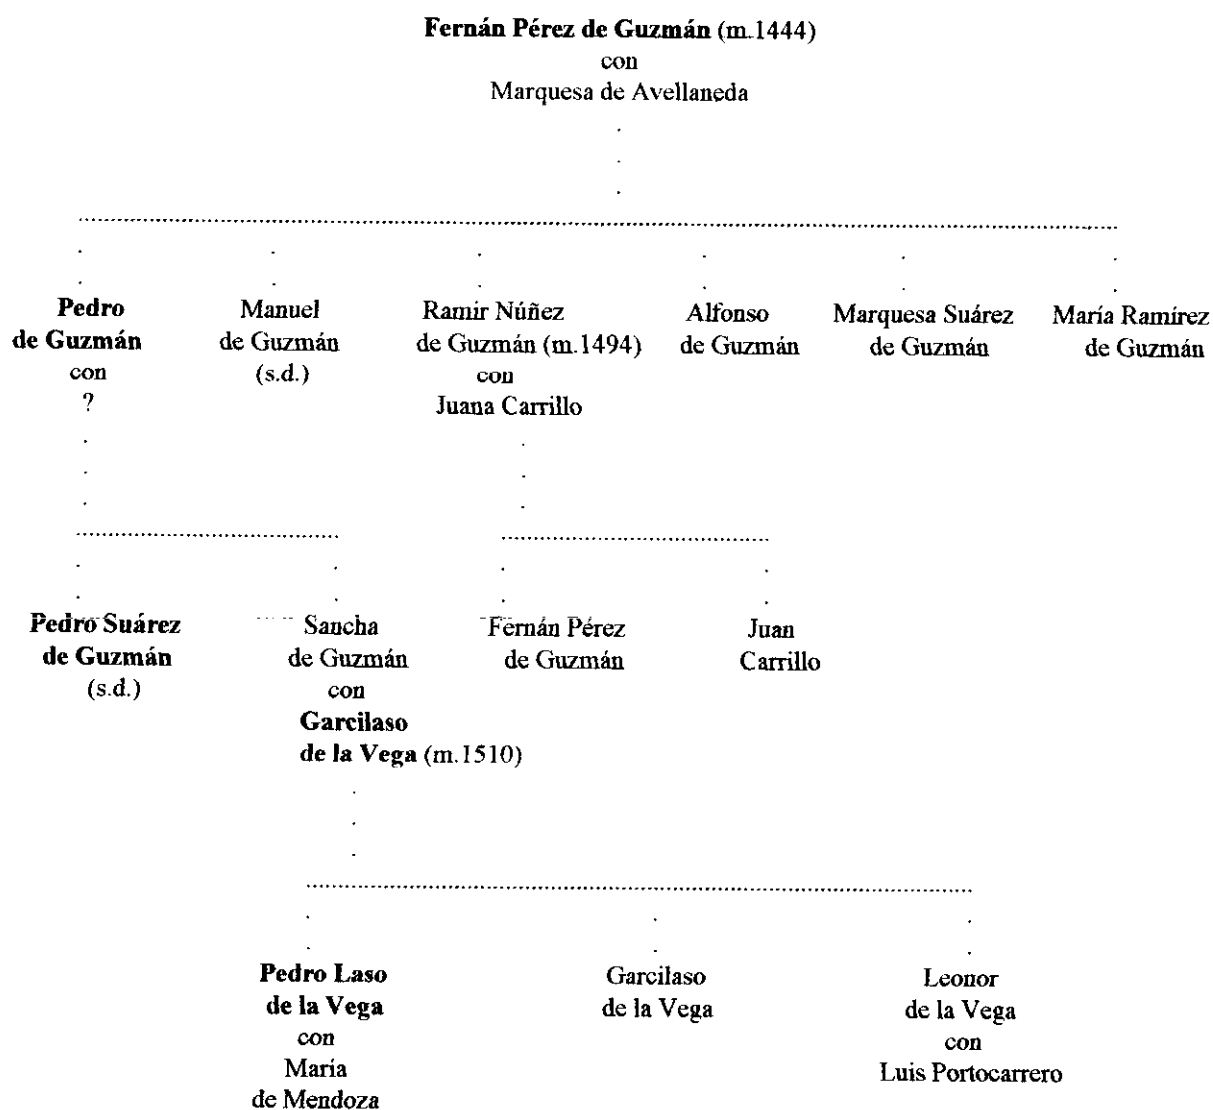 Fernán Pérez de Guzmán (m.1444)
con
Marquesa de Avellaneda
Pedro
de Guzmán
con
?
Manuel
de Guzmán
(s.d.)
Ramir Núñez
de Guzmán (m.1494)
con
Juana Carrillo
Alfonso
de Guzmán
Marquesa Suárez
de Guzmán
María Ramírez
de Guzmán
Pedro Suárez
de Guzmán
(s.d.)
Sancha
de Guzmán
con
Garcilaso
de la Vega (m.1510)
Fernán Pérez
de Guzmán
Juan
Carrillo
Pedro Laso
de la Vega
con
María
de Mendoza
Garcilaso
de la Vega
Leonor
de la Vega
con
Luis Portocarrero